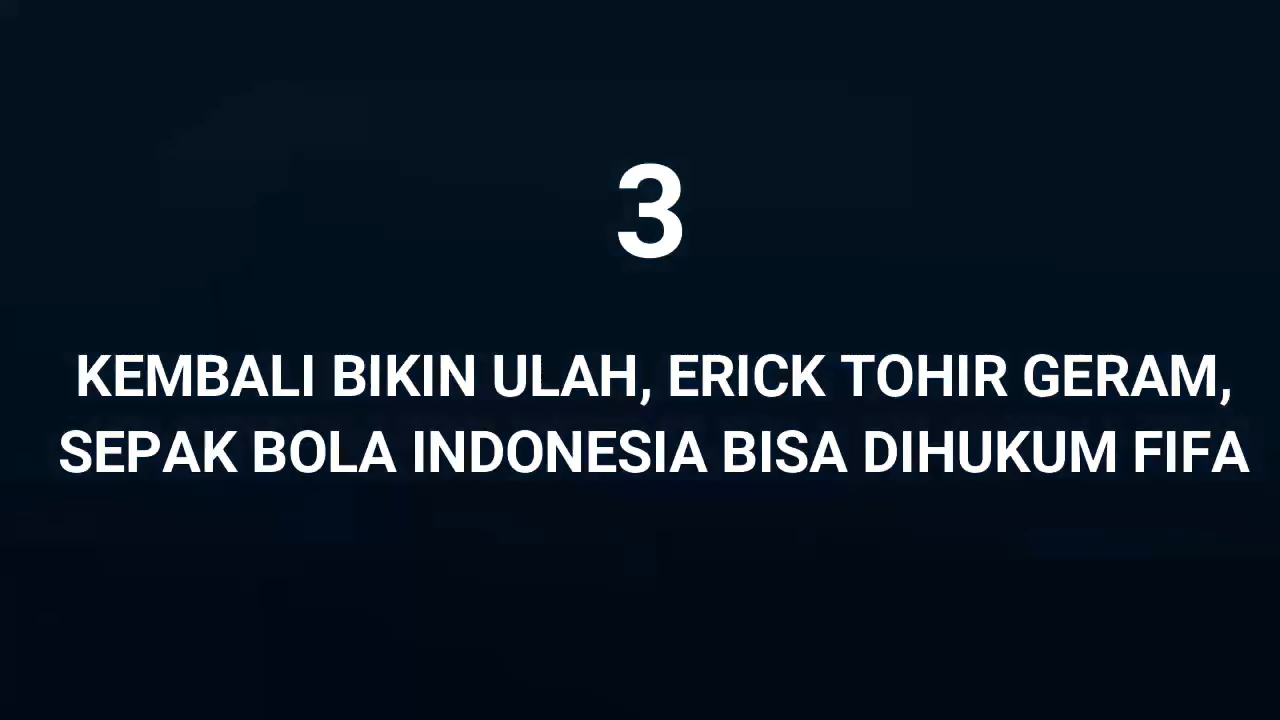 3
KEMBALI BIKIN ULAH, ERICK TOHIR GERAM,
SEPAK BOLA INDONESIA BISA DIHUKUM FIFA